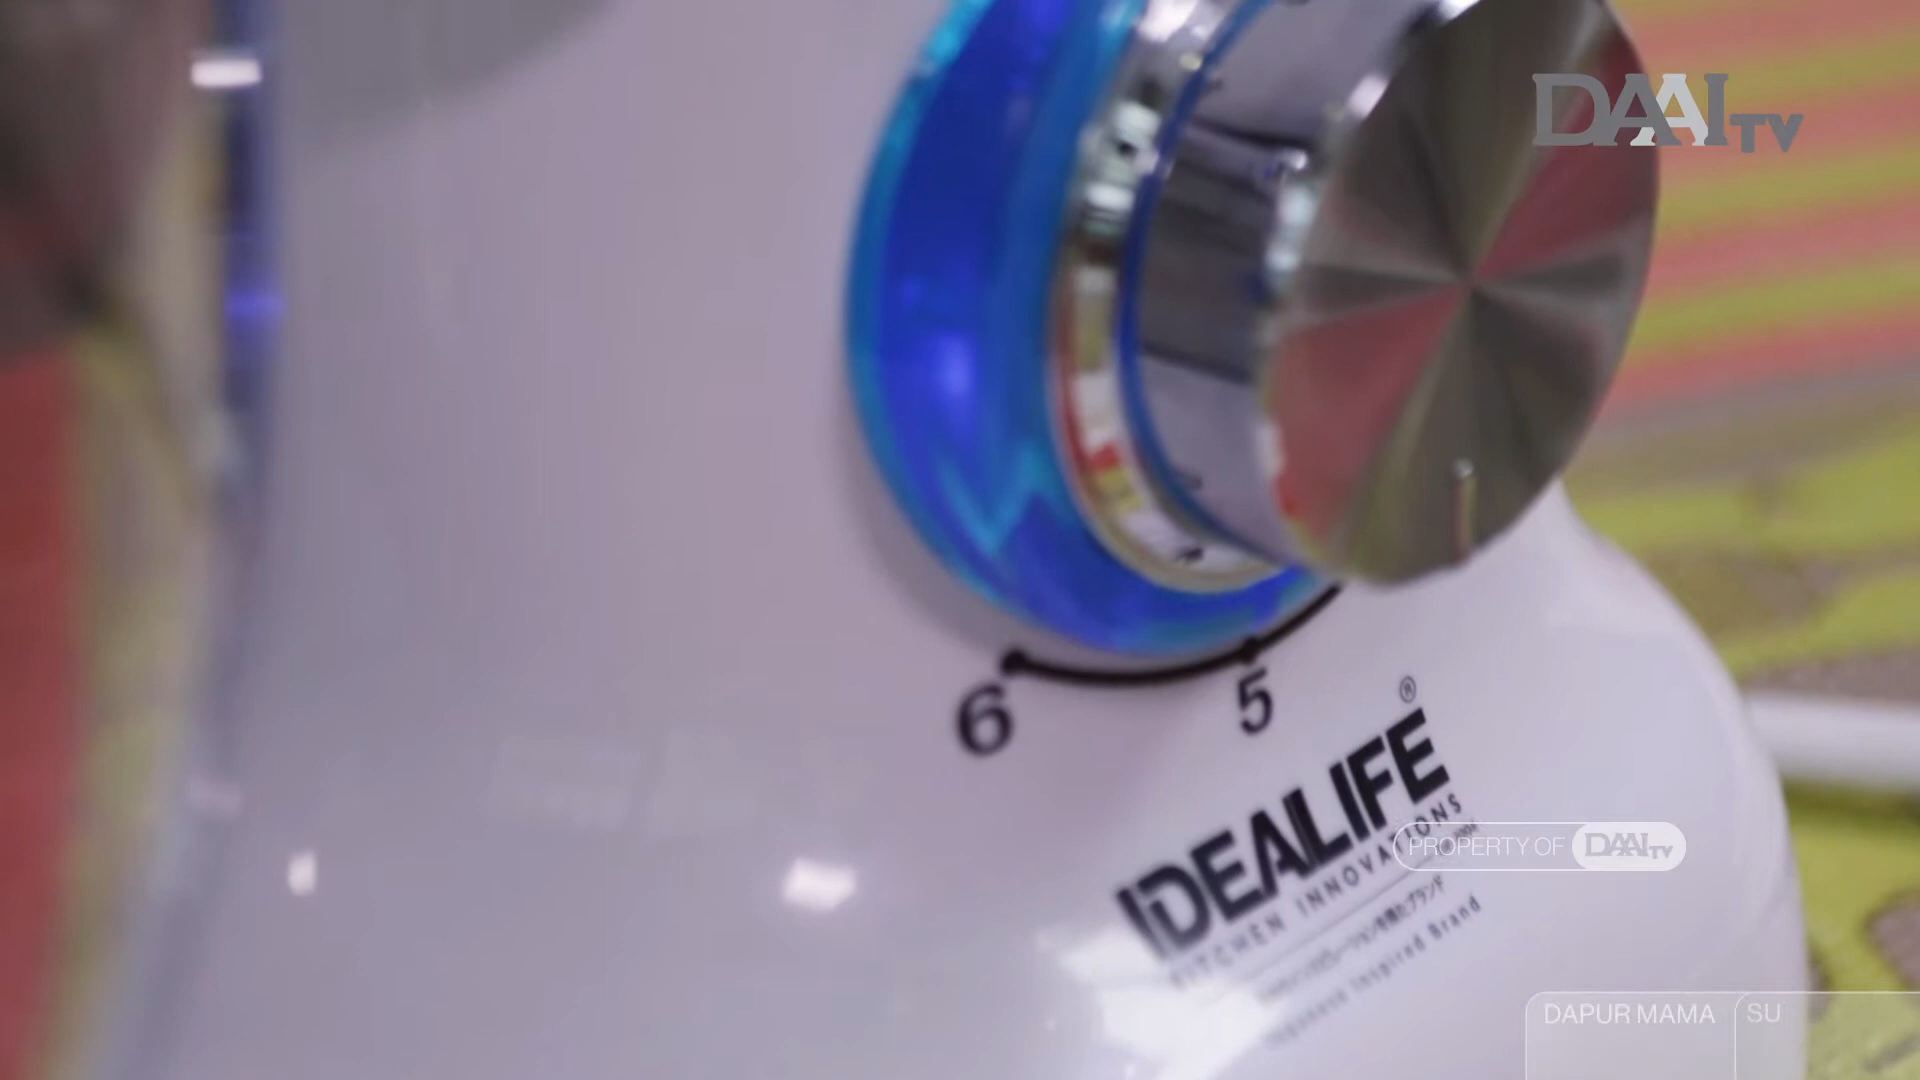 DAAI TV
6
5
®
IDEALIFE
KITCHEN INNOVATIONS
PROPERTY OF DAAI TV
Japanese Inspired Brand
DAPUR MAMA
SU